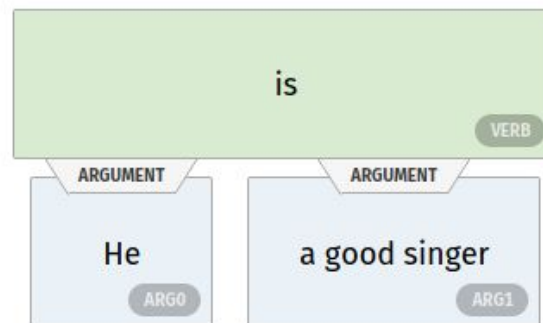 is
VERB
ARGUMENT ARGUMENT
He a good singer
ARG0 ARG1